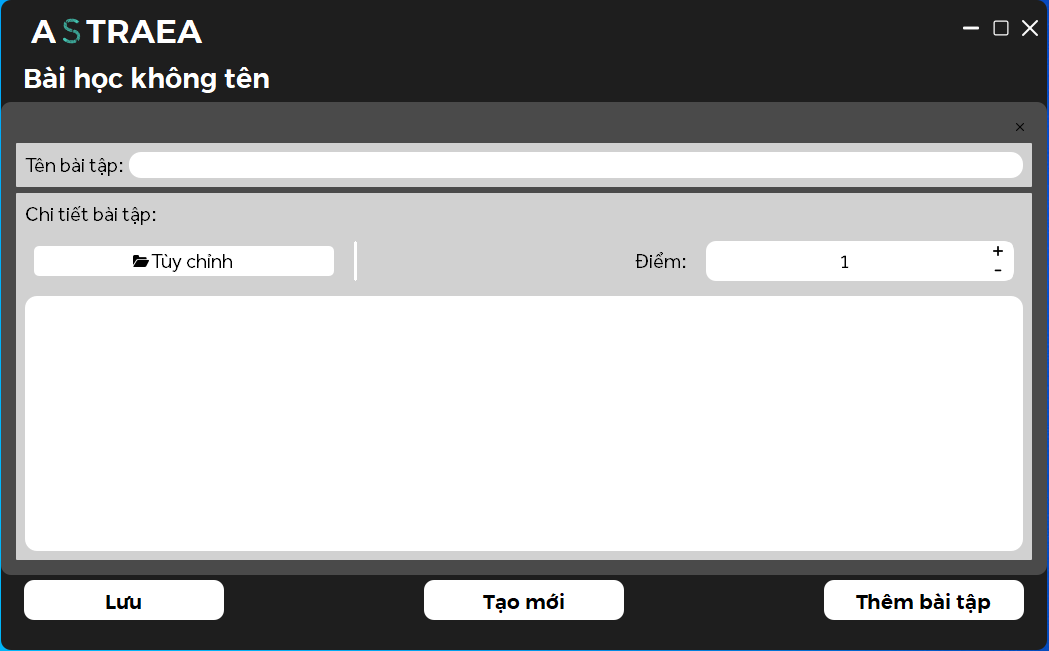 ASTRAEA
Bài học không tên
Tên bài tập:
Chi tiết bài tập:
Tùy chỉnh Điểm: 1 + -
Lưu Tạo mới Thêm bài tập